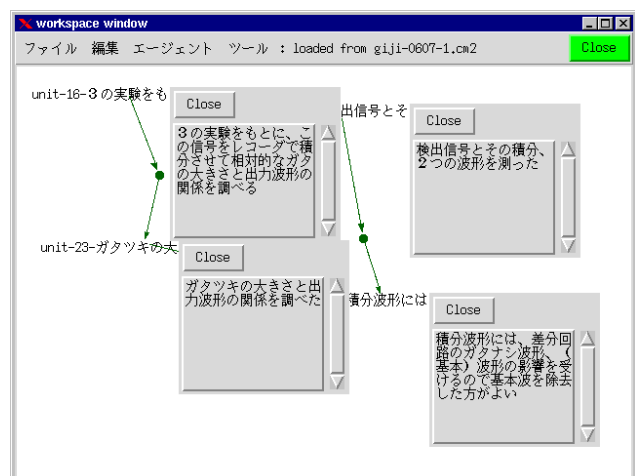 workspace window
ファイル 編集 エージェント ツール : loaded from giji-0607-1.cm2
Close
unit-16-3の実験をも
Close
3の実験をもとに、こ
の信号をレコーダで積
分させて相対的なガタ
の大きさと出力波形の
関係を調べる
出信号とそ
Close
検出信号とその積分、
2つの波形を測った
unit-23-ガタツキの大
Close
ガタツキの大きさと出
力波形の関係を調べた
積分波形には
Close
積分波形には、差分回
路のガタナシ波形、（
基本）波形の影響を受
けるので基本波を除去
した方がよい